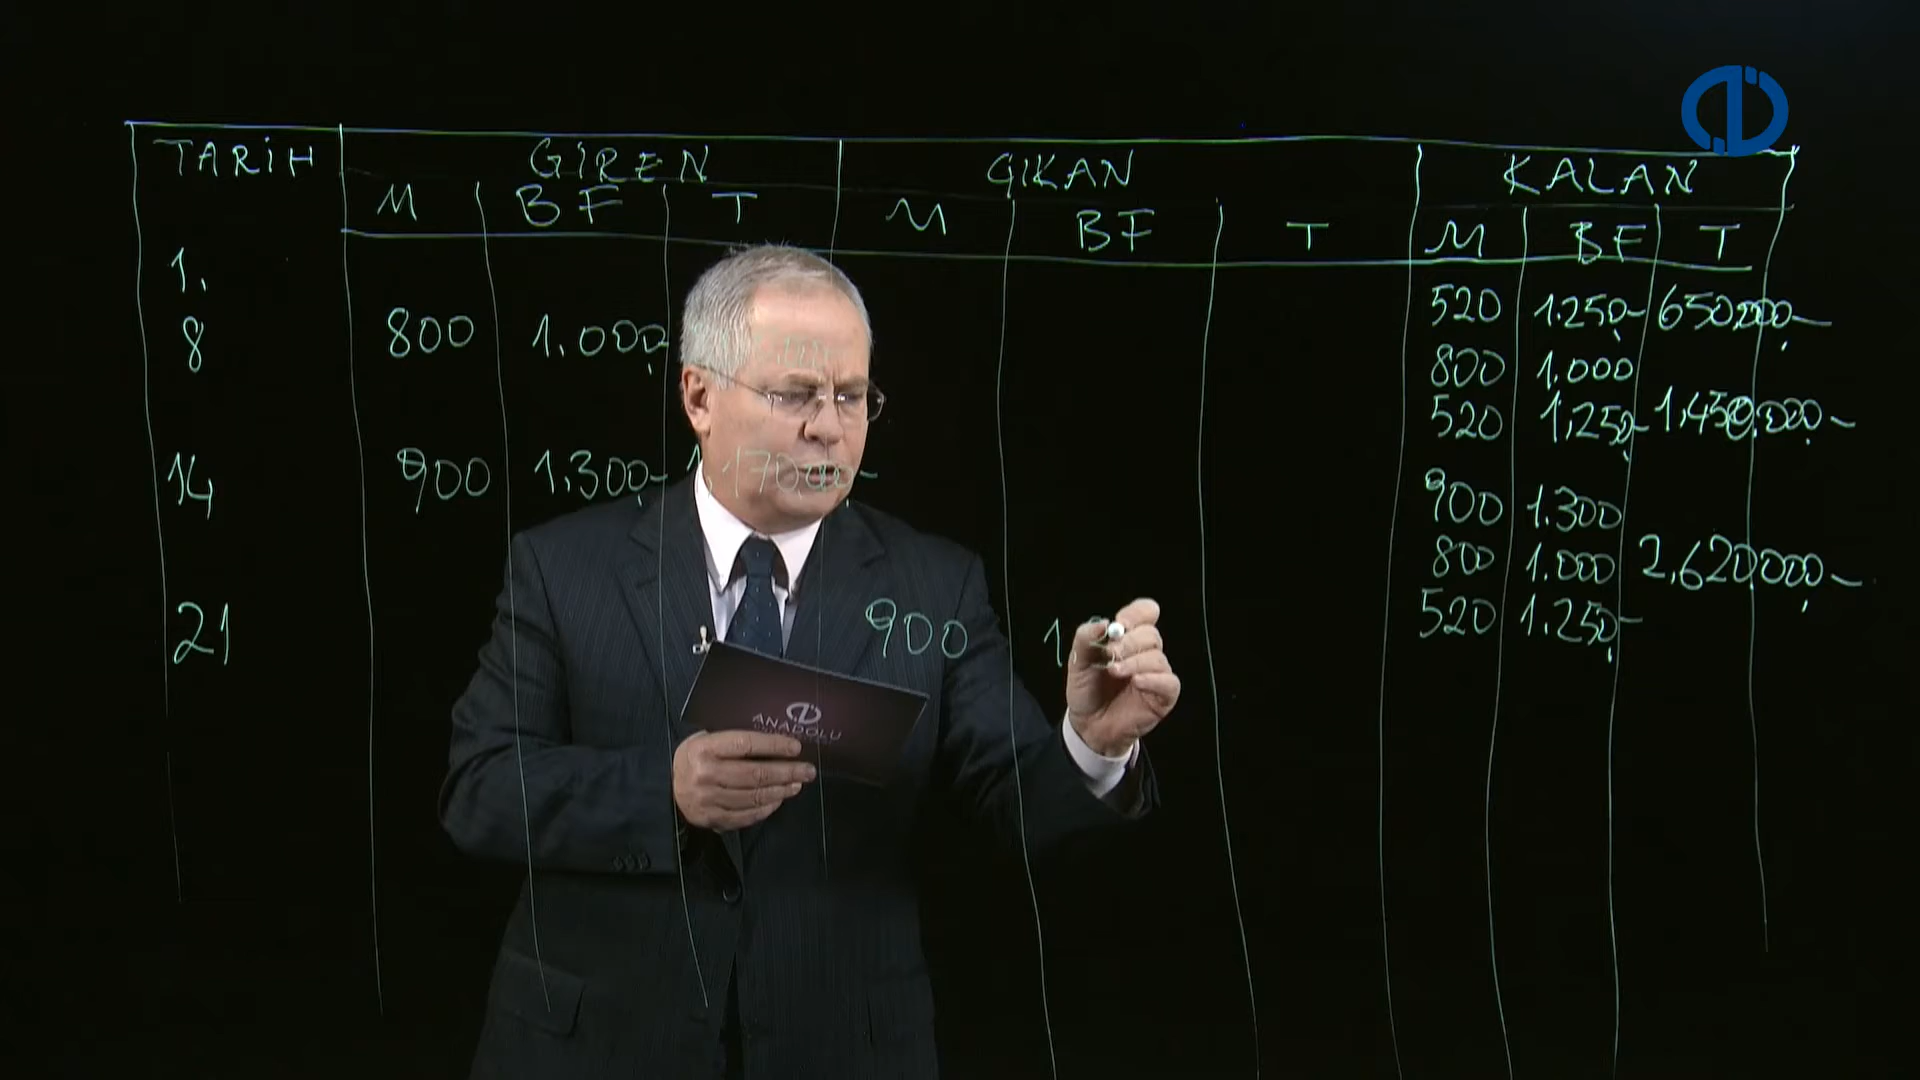 TARİH GİREN ÇIKAN KALAN
M BF T M BF T M BF T
1. 520 1.250,- 650.000,-
8 800 1.000,
800 1.000
520 1.250,- 1,450.000,-
14 900 1.300,-
900 1.300
800 1.000 2,620.000,-
21 900 520 1.250,-
ANADOLU